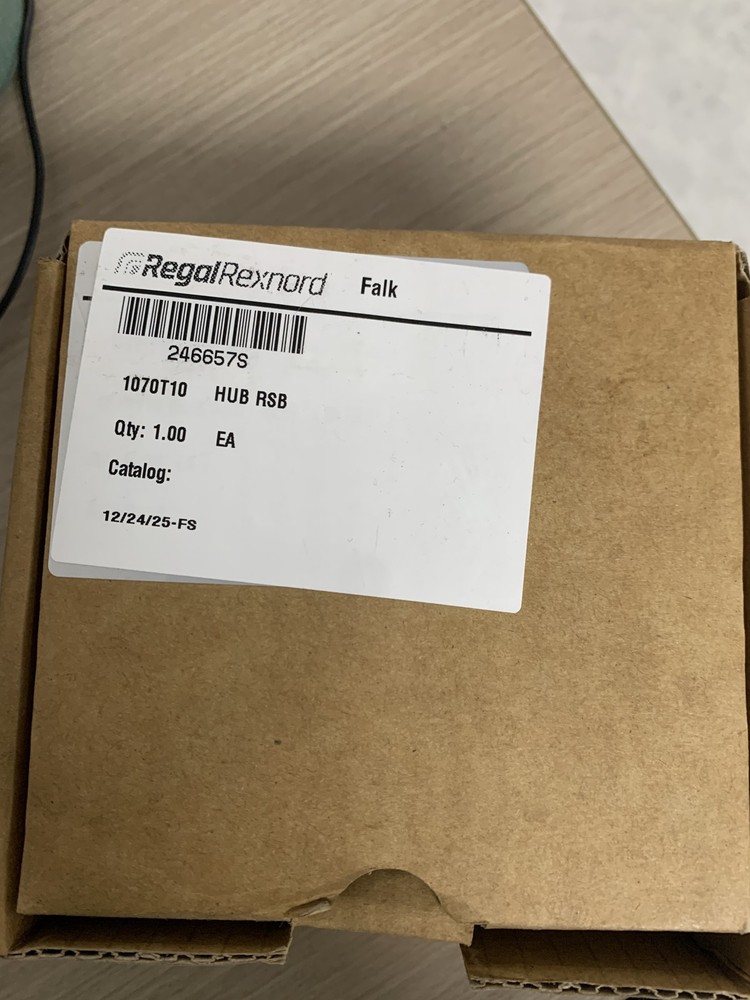 RegalRexnord Falk
246657S
1070T10 HUB RSB
Qty: 1.00 EA
Catalog:
12/24/25-FS